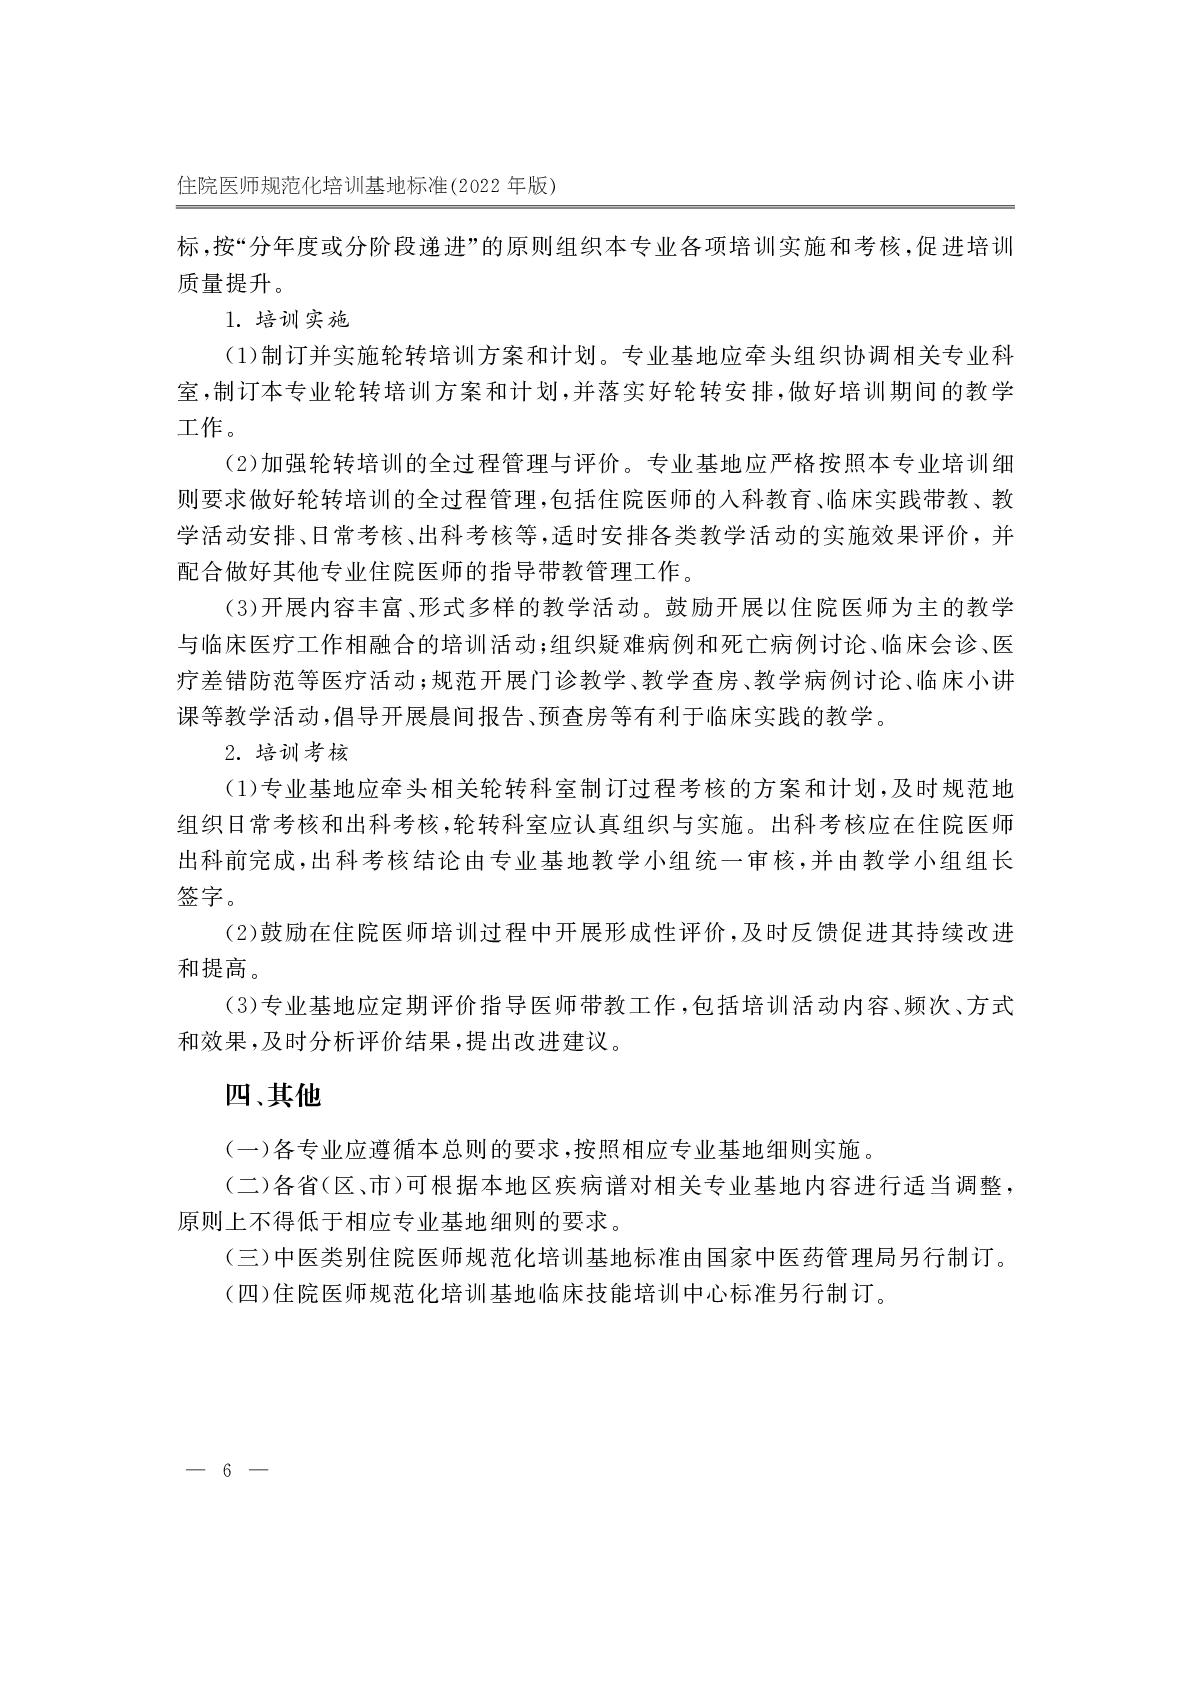 住院医师规范化培训基地标准(2022 年版)
标,按“分年度或分阶段递进”的原则组织本专业各项培训实施和考核,促进培训
质量提升。
1. 培训实施
(1)制订并实施轮转培训方案和计划。专业基地应牵头组织协调相关专业科
室,制订本专业轮转培训方案和计划,并落实好轮转安排,做好培训期间的教学
工作。
(2)加强轮转培训的全过程管理与评价。专业基地应严格按照本专业培训细
则要求做好轮转培训的全过程管理,包括住院医师的入科教育、临床实践带教、教
学活动安排、日常考核、出科考核等,适时安排各类教学活动的实施效果评价,并
配合做好其他专业住院医师的指导带教管理工作。
(3)开展内容丰富、形式多样的教学活动。鼓励开展以住院医师为主的教学
与临床医疗工作相融合的培训活动;组织疑难病例和死亡病例讨论、临床会诊、医
疗差错防范等医疗活动;规范开展门诊教学、教学查房、教学病例讨论、临床小讲
课等教学活动,倡导开展晨间报告、预查房等有利于临床实践的教学。
2. 培训考核
(1)专业基地应牵头相关轮转科室制订过程考核的方案和计划,及时规范地
组织日常考核和出科考核,轮转科室应认真组织与实施。出科考核应在住院医师
出科前完成,出科考核结论由专业基地教学小组统一审核,并由教学小组组长
签字。
(2)鼓励在住院医师培训过程中开展形成性评价,及时反馈促进其持续改进
和提高。
(3)专业基地应定期评价指导医师带教工作,包括培训活动内容、频次、方式
和效果,及时分析评价结果,提出改进建议。
四、其他
(一)各专业应遵循本总则的要求,按照相应专业基地细则实施。
(二)各省(区、市)可根据本地区疾病谱对相关专业基地内容进行适当调整,
原则上不得低于相应专业基地细则的要求。
(三)中医类别住院医师规范化培训基地标准由国家中医药管理局另行制订。
(四)住院医师规范化培训基地临床技能培训中心标准另行制订。
— 6 —